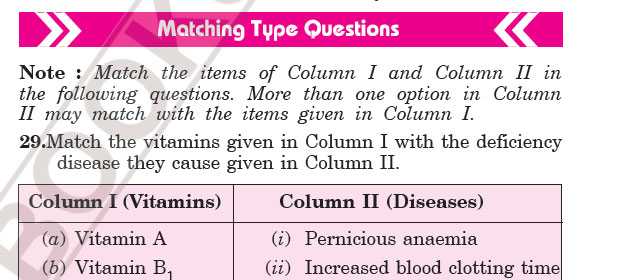 Matching Type Questions
Note : Match the items of Column I and Column II in
the following questions. More than one option in Column
II may match with the items given in Column I.
29.Match the vitamins given in Column I with the deficiency
disease they cause given in Column II.
Column I (Vitamins) Column II (Diseases)
(a) Vitamin A (i) Pernicious anaemia
(b) Vitamin B₁ (ii) Increased blood clotting time